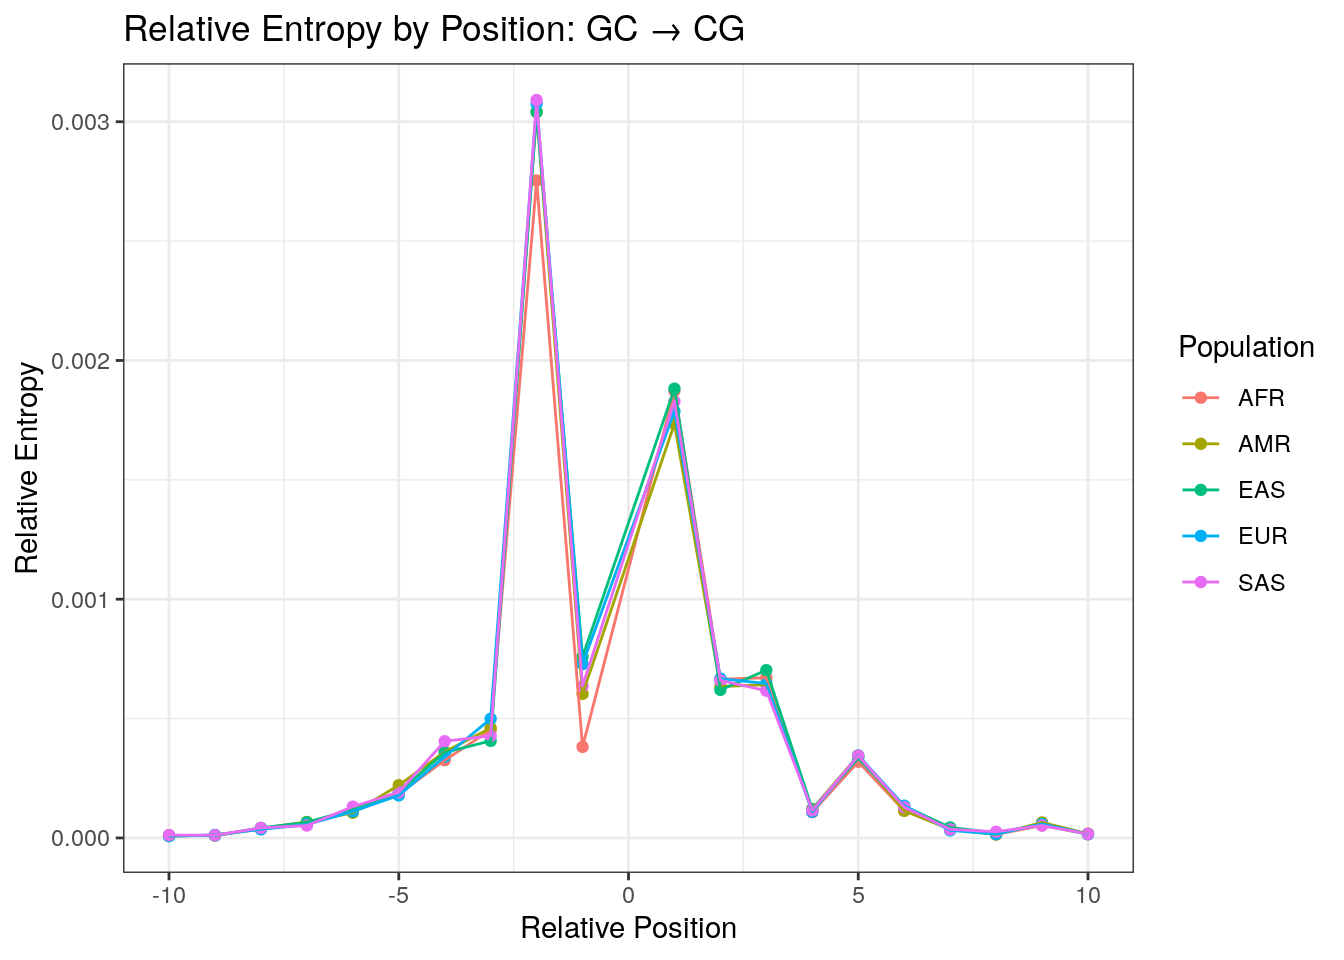 Relative Entropy by Position: GC → CG
0.003
0.002
0.001
0.000
Relative Entropy
-10
-5
0
5
10
Relative Position
Population
AFR
AMR
EAS
EUR
SAS